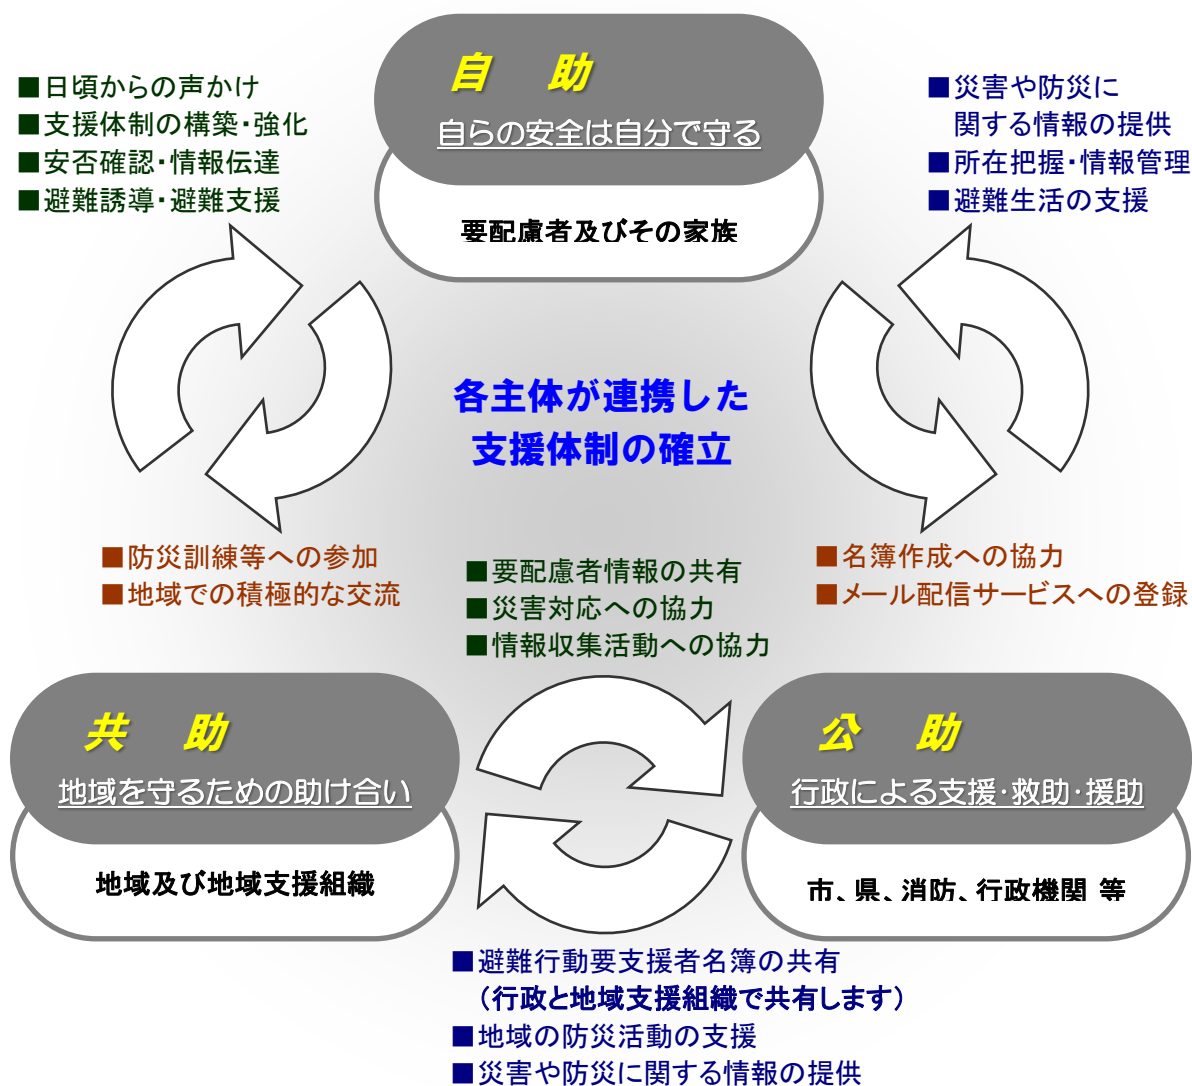 自 助
自らの安全は自分で守る
要配慮者及びその家族
■日頃からの声かけ
■支援体制の構築・強化
■安否確認・情報伝達
■避難誘導・避難支援
■災害や防災に
関する情報の提供
■所在把握・情報管理
■避難生活の支援
各主体が連携した
支援体制の確立
■防災訓練等への参加
■地域での積極的な交流
■要配慮者情報の共有
■災害対応への協力
■情報収集活動への協力
■名簿作成への協力
■メール配信サービスへの登録
共 助
地域を守るための助け合い
地域及び地域支援組織
公 助
行政による支援・救助・援助
市、県、消防、行政機関 等
■避難行動要支援者名簿の共有
（行政と地域支援組織で共有します）
■地域の防災活動の支援
■災害や防災に関する情報の提供